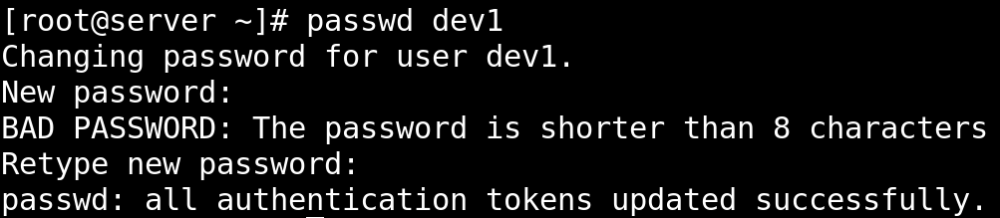 [root@server ~]# passwd dev1
Changing password for user dev1.
New password:
BAD PASSWORD: The password is shorter than 8 characters
Retype new password:
passwd: all authentication tokens updated successfully.